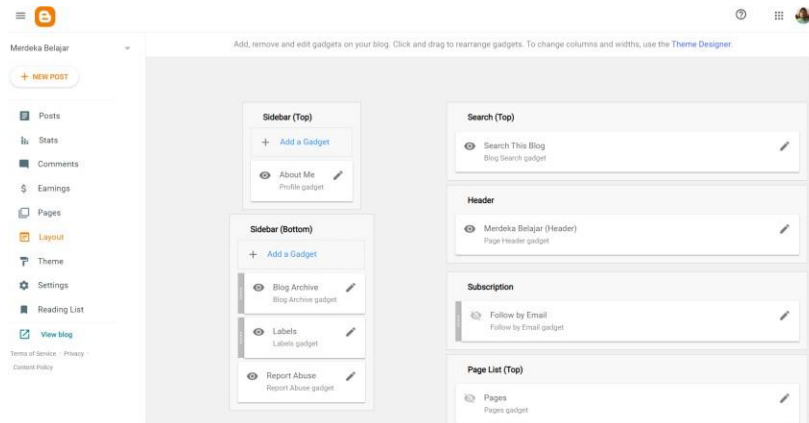 Merdeka Belajar
Add, remove and edit gadgets on your blog. Click and drag to rearrange gadgets. To change columns and widths, use the Theme Designer.
+ NEW POST
Posts
Stats
Comments
Earnings
Pages
Layout
Theme
Settings
Reading List
View blog
Terms of Service · Privacy ·
Content Policy
Sidebar (Top)
+ Add a Gadget
About Me
Profile gadget
Sidebar (Bottom)
+ Add a Gadget
Blog Archive
Blog Archive gadget
Labels
Labels gadget
Report Abuse
Report Abuse gadget
Search (Top)
Search This Blog
Blog Search gadget
Header
Merdeka Belajar (Header)
Page Header gadget
Subscription
Follow by Email
Follow by Email gadget
Page List (Top)
Pages
Pages gadget